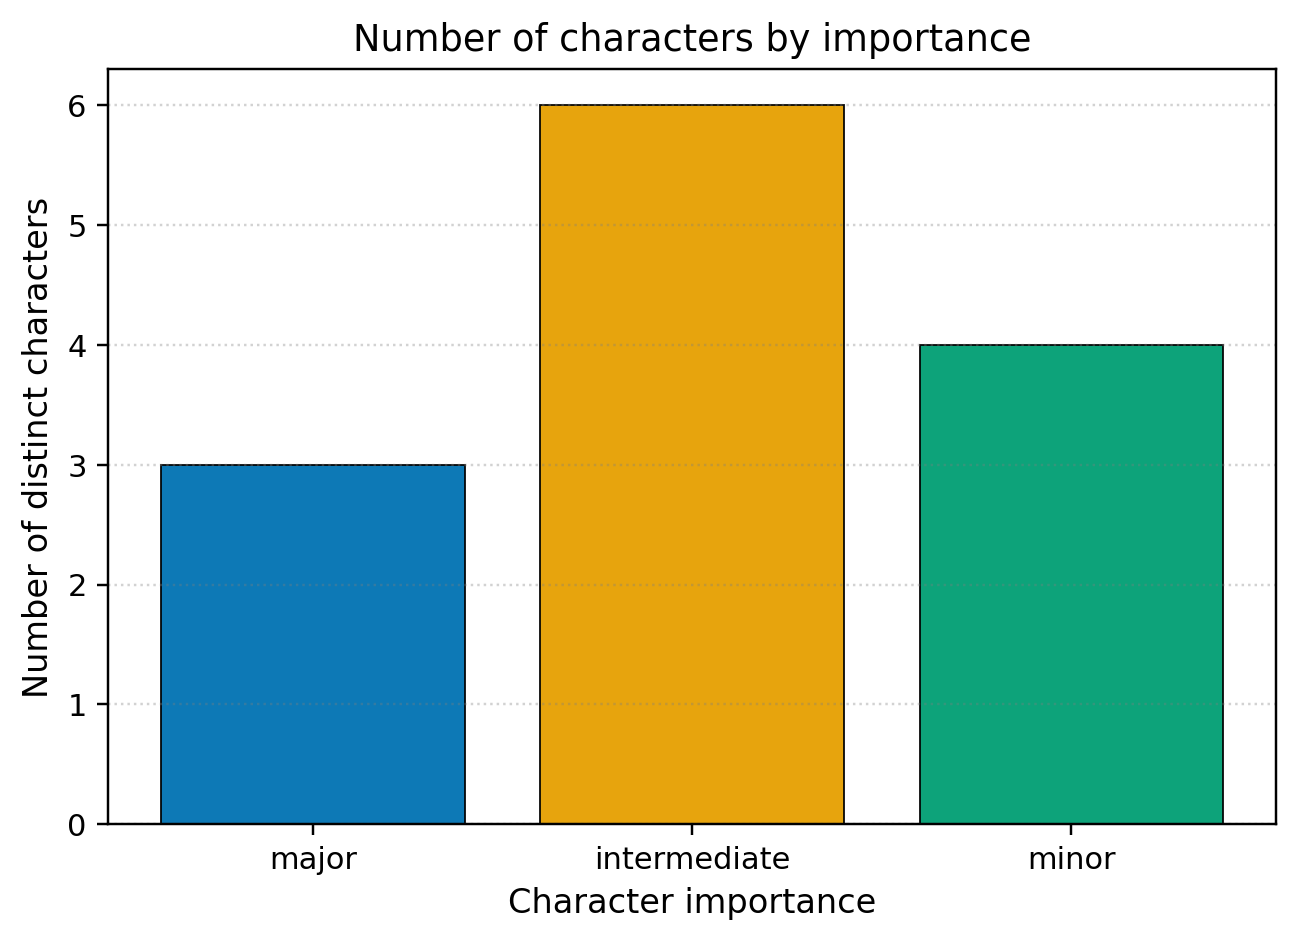 Number of characters by importance
Number of distinct characters
6
5
4
3
2
1
0
major
intermediate
minor
Character importance